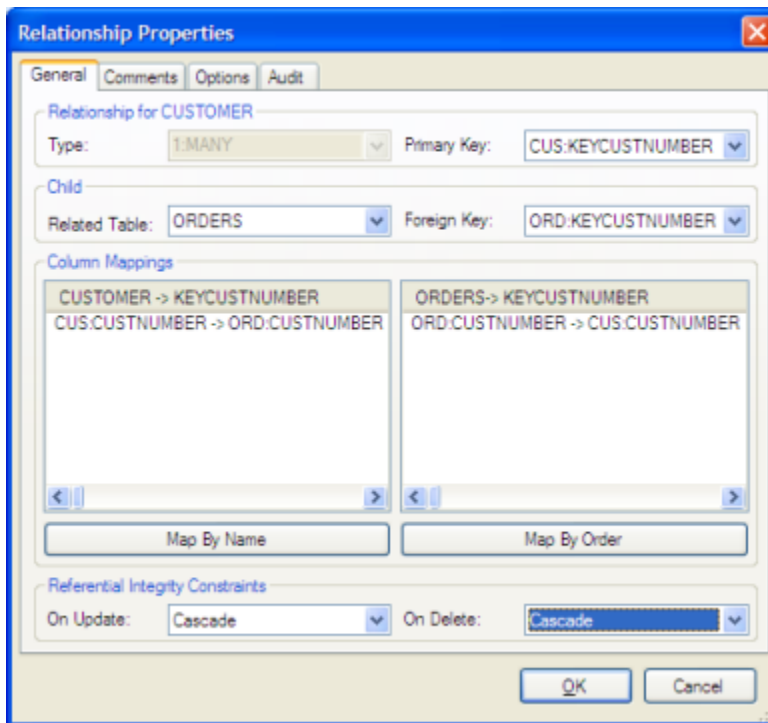 Relationship Properties
General Comments Options Audit
Relationship for CUSTOMER
Type: 1:MANY Primary Key: CUS:KEYCUSTNUMBER
Child
Related Table: ORDERS Foreign Key: ORD:KEYCUSTNUMBER
Column Mappings
CUSTOMER -> KEYCUSTNUMBER ORDERS-> KEYCUSTNUMBER
CUS:CUSTNUMBER -> ORD:CUSTNUMBER ORD:CUSTNUMBER -> CUS:CUSTNUMBER
Map By Name Map By Order
Referential Integrity Constraints
On Update: Cascade On Delete: Cascade
OK Cancel